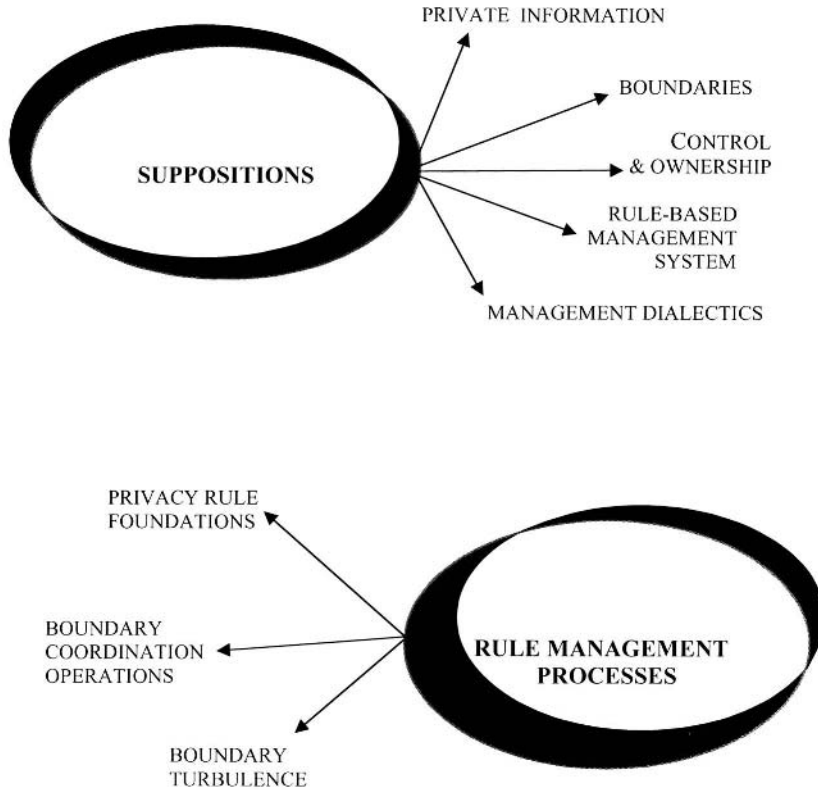 PRIVATE INFORMATION
BOUNDARIES
CONTROL
& OWNERSHIP
SUPPOSITIONS
RULE-BASED
MANAGEMENT
SYSTEM
MANAGEMENT DIALECTICS
PRIVACY RULE
FOUNDATIONS
BOUNDARY
COORDINATION
OPERATIONS
RULE MANAGEMENT
PROCESSES
BOUNDARY
TURBULENCE